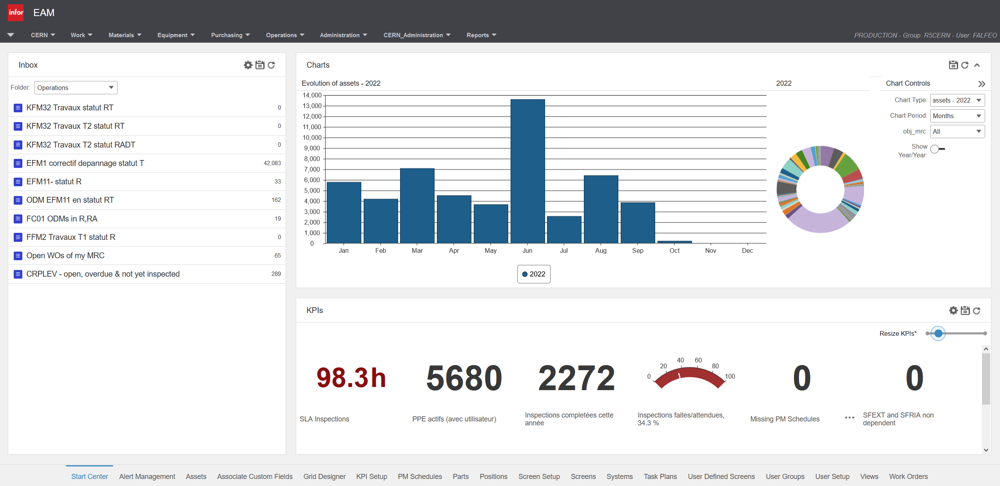 infor EAM
CERN Work Materials Equipment Purchasing Operations Administration CERN_Administration Reports PRODUCTION - Group: R5CERN - User: FALFEO
Inbox
Folder: Operations
KFM32 Travaux statut RT 0
KFM32 Travaux T2 statut RT 0
KFM32 Travaux T2 statut RADT 0
EFM1 correctif depannage statut T 42,083
EFM11- statut R 33
ODM EFM11 en statut RT 162
FC01 ODMs in R,RA 19
FFM2 Travaux T1 statut R 0
Open WOs of my MRC 65
CRPLEV - open, overdue & not yet inspected 289
Charts
Evolution of assets - 2022
14,000
13,000
12,000
11,000
10,000
9,000
8,000
7,000
6,000
5,000
4,000
3,000
2,000
1,000
0
Jan Feb Mar Apr May Jun Jul Aug Sep Oct Nov Dec
2022
2022
Chart Controls
Chart Type: assets - 2022
Chart Period: Months
obj_mrc: All
Show
Year/Year:
KPIs
Resize KPIs*
98.3h
SLA Inspections
5680
PPE actifs (avec utilisateur)
2272
Inspections completées cette
année
0 20 40 60 80 100
Inspections faites/attendues,
34.3 %
0
Missing PM Schedules
0
SFEXT and SFRIA non
dependent
Start Center Alert Management Assets Associate Custom Fields Grid Designer KPI Setup PM Schedules Parts Positions Screen Setup Screens Systems Task Plans User Defined Screens User Groups User Setup Views Work Orders